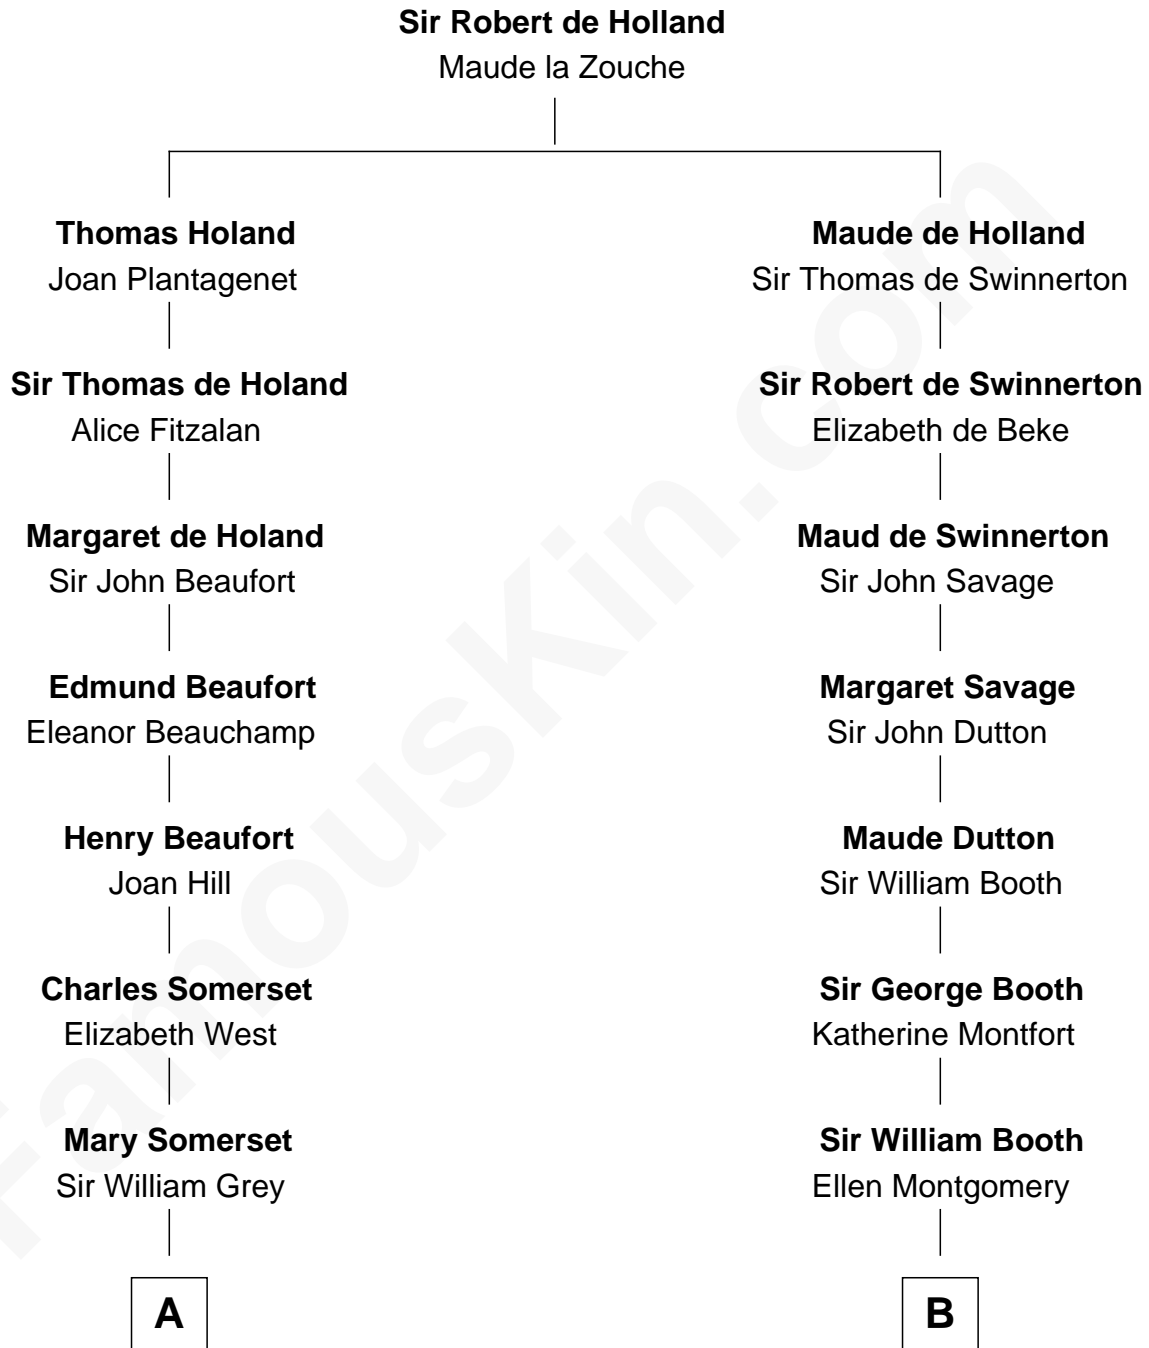 Sir Robert de Holland
Maude la Zouche
Thomas Holand
Joan Plantagenet
Maude de Holland
Sir Thomas de Swinnerton
Sir Thomas de Holand
Alice Fitzalan
Sir Robert de Swinnerton
Elizabeth de Beke
Margaret de Holand
Sir John Beaufort
Maud de Swinnerton
Sir John Savage
Edmund Beaufort
Eleanor Beauchamp
Margaret Savage
Sir John Dutton
Henry Beaufort
Joan Hill
Maude Dutton
Sir William Booth
Charles Somerset
Elizabeth West
Sir George Booth
Katherine Montfort
Mary Somerset
Sir William Grey
Sir William Booth
Ellen Montgomery
A
B
FamousKin.com